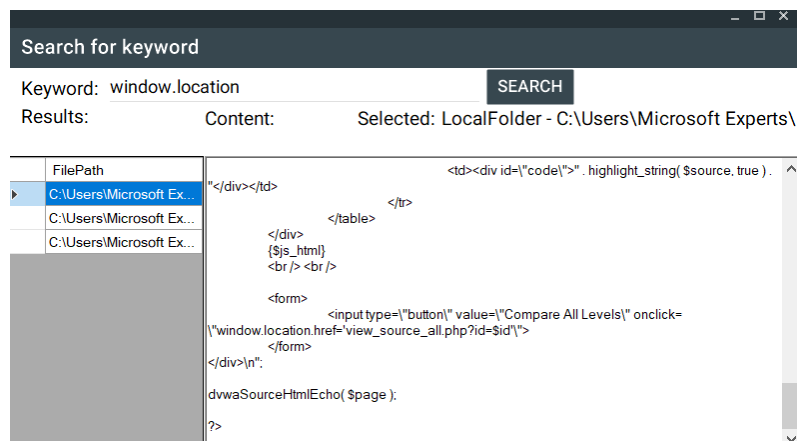 Search for keyword
Keyword: window.location SEARCH
Results: Content: Selected: LocalFolder - C:\Users\Microsoft Experts\
FilePath
C:\Users\Microsoft Ex...
C:\Users\Microsoft Ex...
C:\Users\Microsoft Ex...
<td><div id=\"code\">" . highlight_string( $source, true ) .
"</div></td>
</tr>
</table>
</div>
{$js_html}
<br /> <br />
<form>
<input type=\"button\" value=\"Compare All Levels\" onclick=
\"window.location.href='view_source_all.php?id=$id'\">
</form>
</div>\n";
dvwaSourceHtmlEcho( $page );
?>